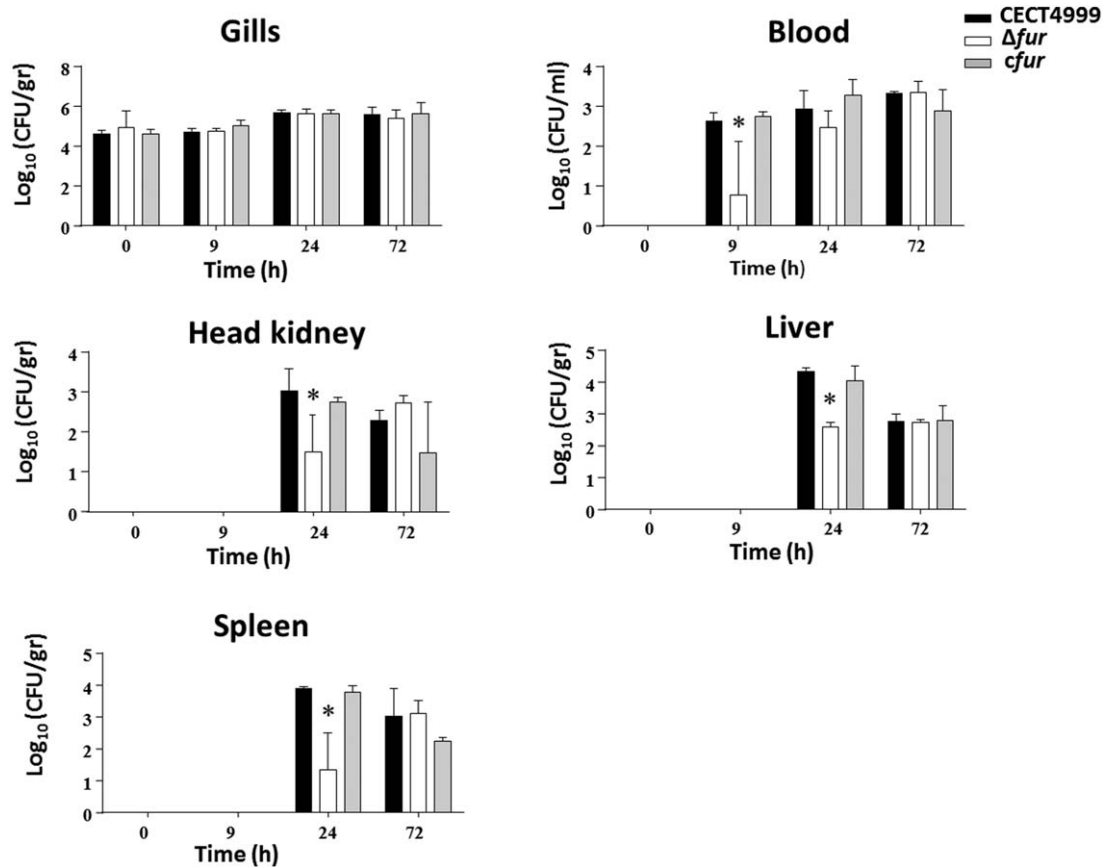 CECT4999
Δfur
cfur
Gills
Log10 (CFU/gr)
8
6
4
2
0
0 9 24 72
Time (h)
Blood
Log10 (CFU/ml)
4
3
2
1
0
*
0 9 24 72
Time (h)
Head kidney
Log10 (CFU/gr)
4
3
2
1
0
*
0 9 24 72
Time (h)
Liver
Log10 (CFU/gr)
5
4
3
2
1
0
*
0 9 24 72
Time (h)
Spleen
Log10 (CFU/gr)
5
4
3
2
1
0
*
0 9 24 72
Time (h)